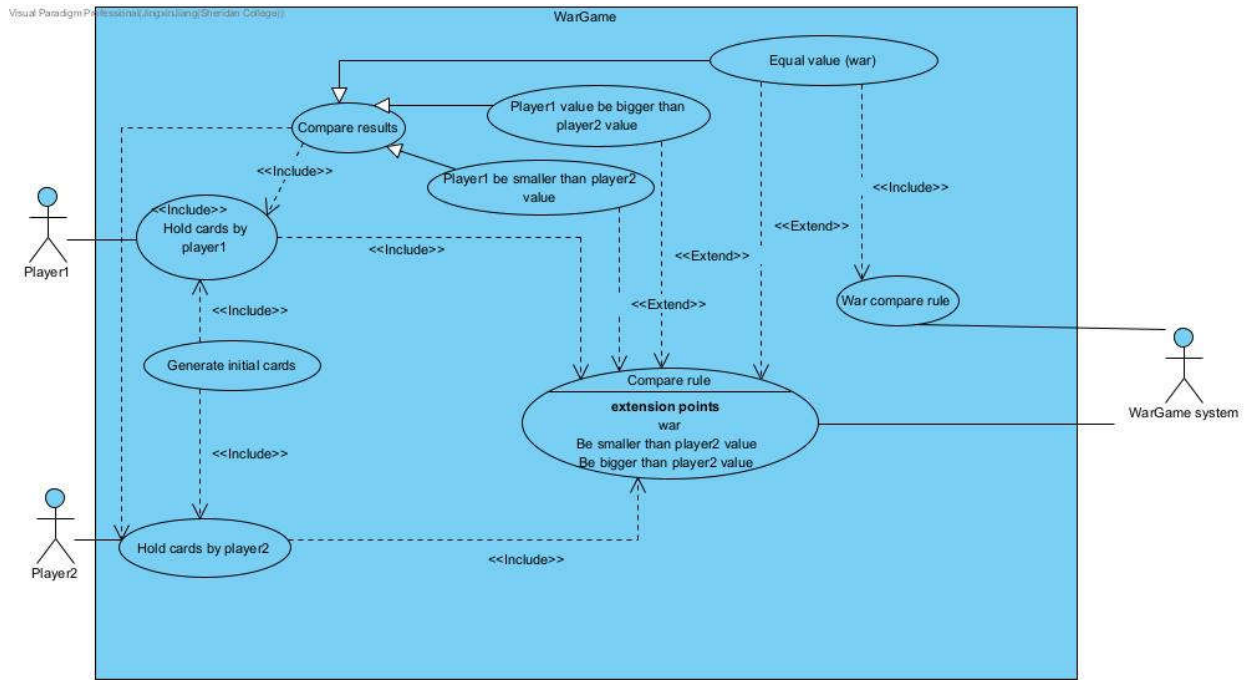 Visual Paradigm Professional(JingxinJiang(Sheridan College))
WarGame
Equal value (war)
Player1 value be bigger than
player2 value
Compare results
Player1 be smaller than player2
value
<<Include>>
<<Include>>
<<Include>>
Hold cards by
player1
Player1
<<Include>>
<<Extend>>
<<Extend>>
<<Extend>>
War compare rule
<<Include>>
Generate initial cards
WarGame system
Compare rule
extension points
war
Be smaller than player2 value
Be bigger than player2 value
<<Include>>
Hold cards by player2
<<Include>>
Player2